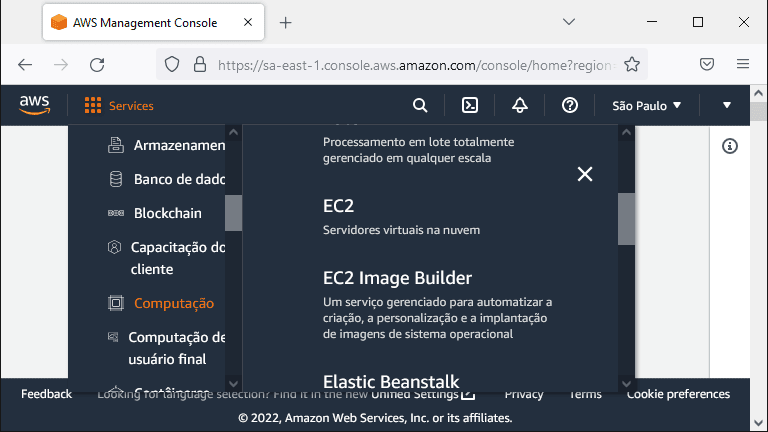 AWS Management Console
https://sa-east-1.console.aws.amazon.com/console/home?region
aws
Services
São Paulo
Armazenamen
Banco de dado
Blockchain
Capacitação do
cliente
Computação
Computação de
usuário final
Processamento em lote totalmente
gerenciado em qualquer escala
EC2
Servidores virtuais na nuvem
EC2 Image Builder
Um serviço gerenciado para automatizar a
criação, a personalização e a implantação
de imagens de sistema operacional
Elastic Beanstalk
Feedback
Looking for language selection? Find it in the new Unified Settings
Privacy
Terms
Cookie preferences
© 2022, Amazon Web Services, Inc. or its affiliates.